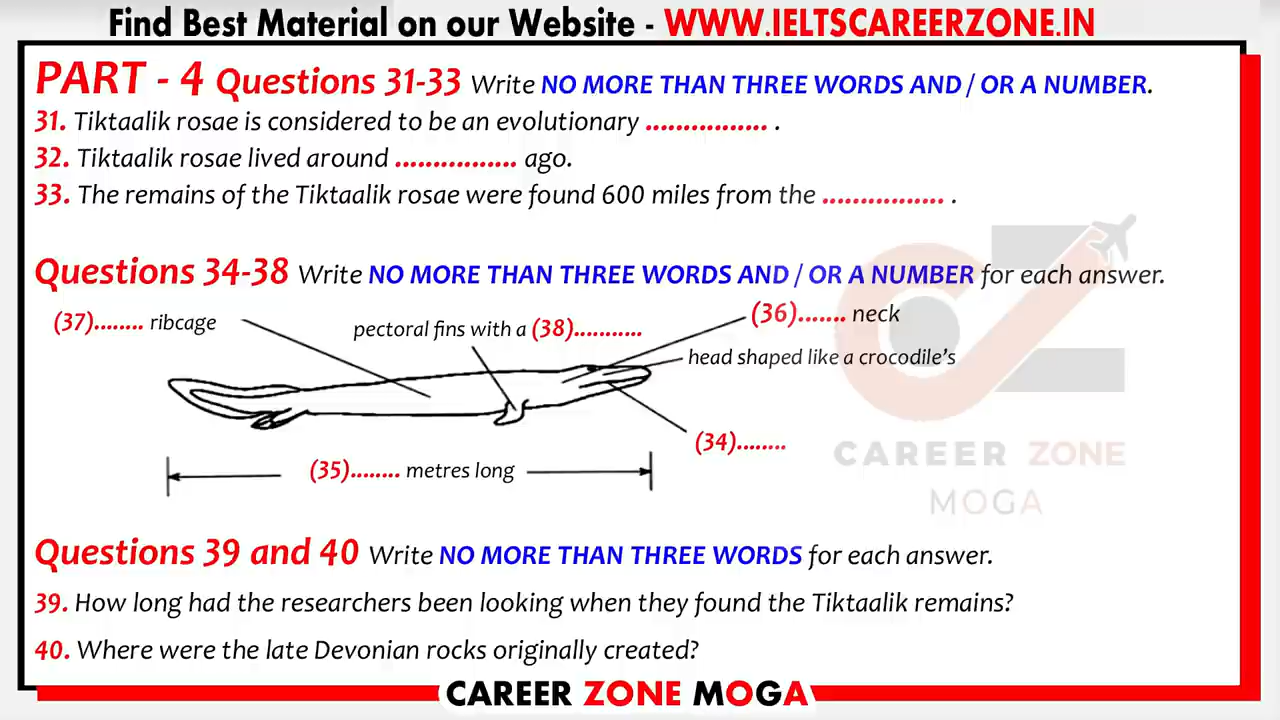 Find Best Material on our Website - WWW.IELTSCAREERZONE.IN
PART - 4 Questions 31-33 Write NO MORE THAN THREE WORDS AND / OR A NUMBER.
31. Tiktaalik rosae is considered to be an evolutionary ................ .
32. Tiktaalik rosae lived around ................ ago.
33. The remains of the Tiktaalik rosae were found 600 miles from the ................ .
Questions 34-38 Write NO MORE THAN THREE WORDS AND / OR A NUMBER for each answer.
(37)........ ribcage
pectoral fins with a (38)...........
(36)....... neck
head shaped like a crocodile's
(34)........
(35)........ metres long
CAREER ZONE
MOGA
Questions 39 and 40 Write NO MORE THAN THREE WORDS for each answer.
39. How long had the researchers been looking when they found the Tiktaalik remains?
40. Where were the late Devonian rocks originally created?
CAREER ZONE MOGA